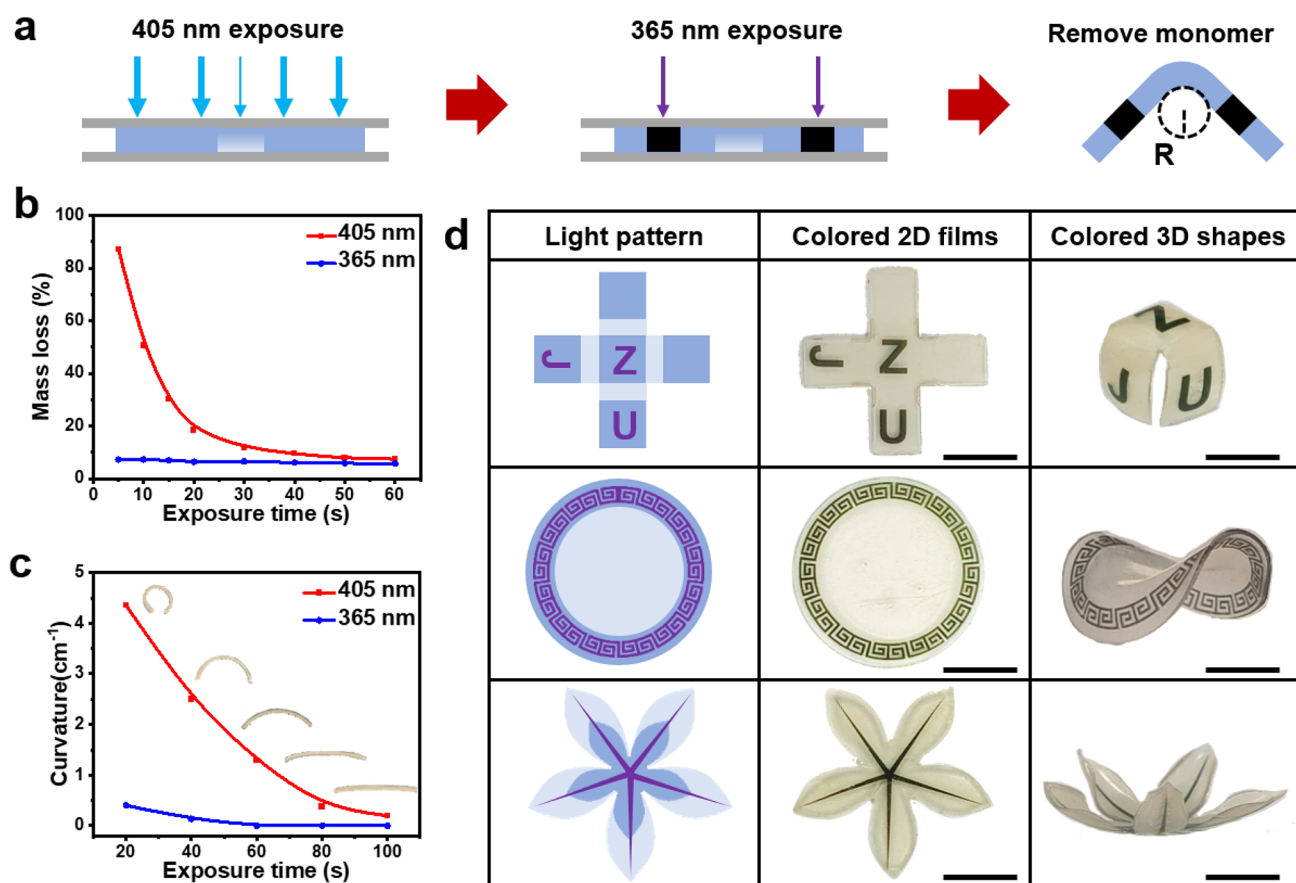 a
405 nm exposure
365 nm exposure
Remove monomer
R
b
100
80
60
40
20
0
Mass loss (%)
405 nm
365 nm
0 10 20 30 40 50 60
Exposure time (s)
c
5
4
3
2
1
0
Curvature(cm⁻¹)
405 nm
365 nm
20 40 60 80 100
Exposure time (s)
d
Light pattern Colored 2D films Colored 3D shapes
J Z
U
J Z
U
Z
J U